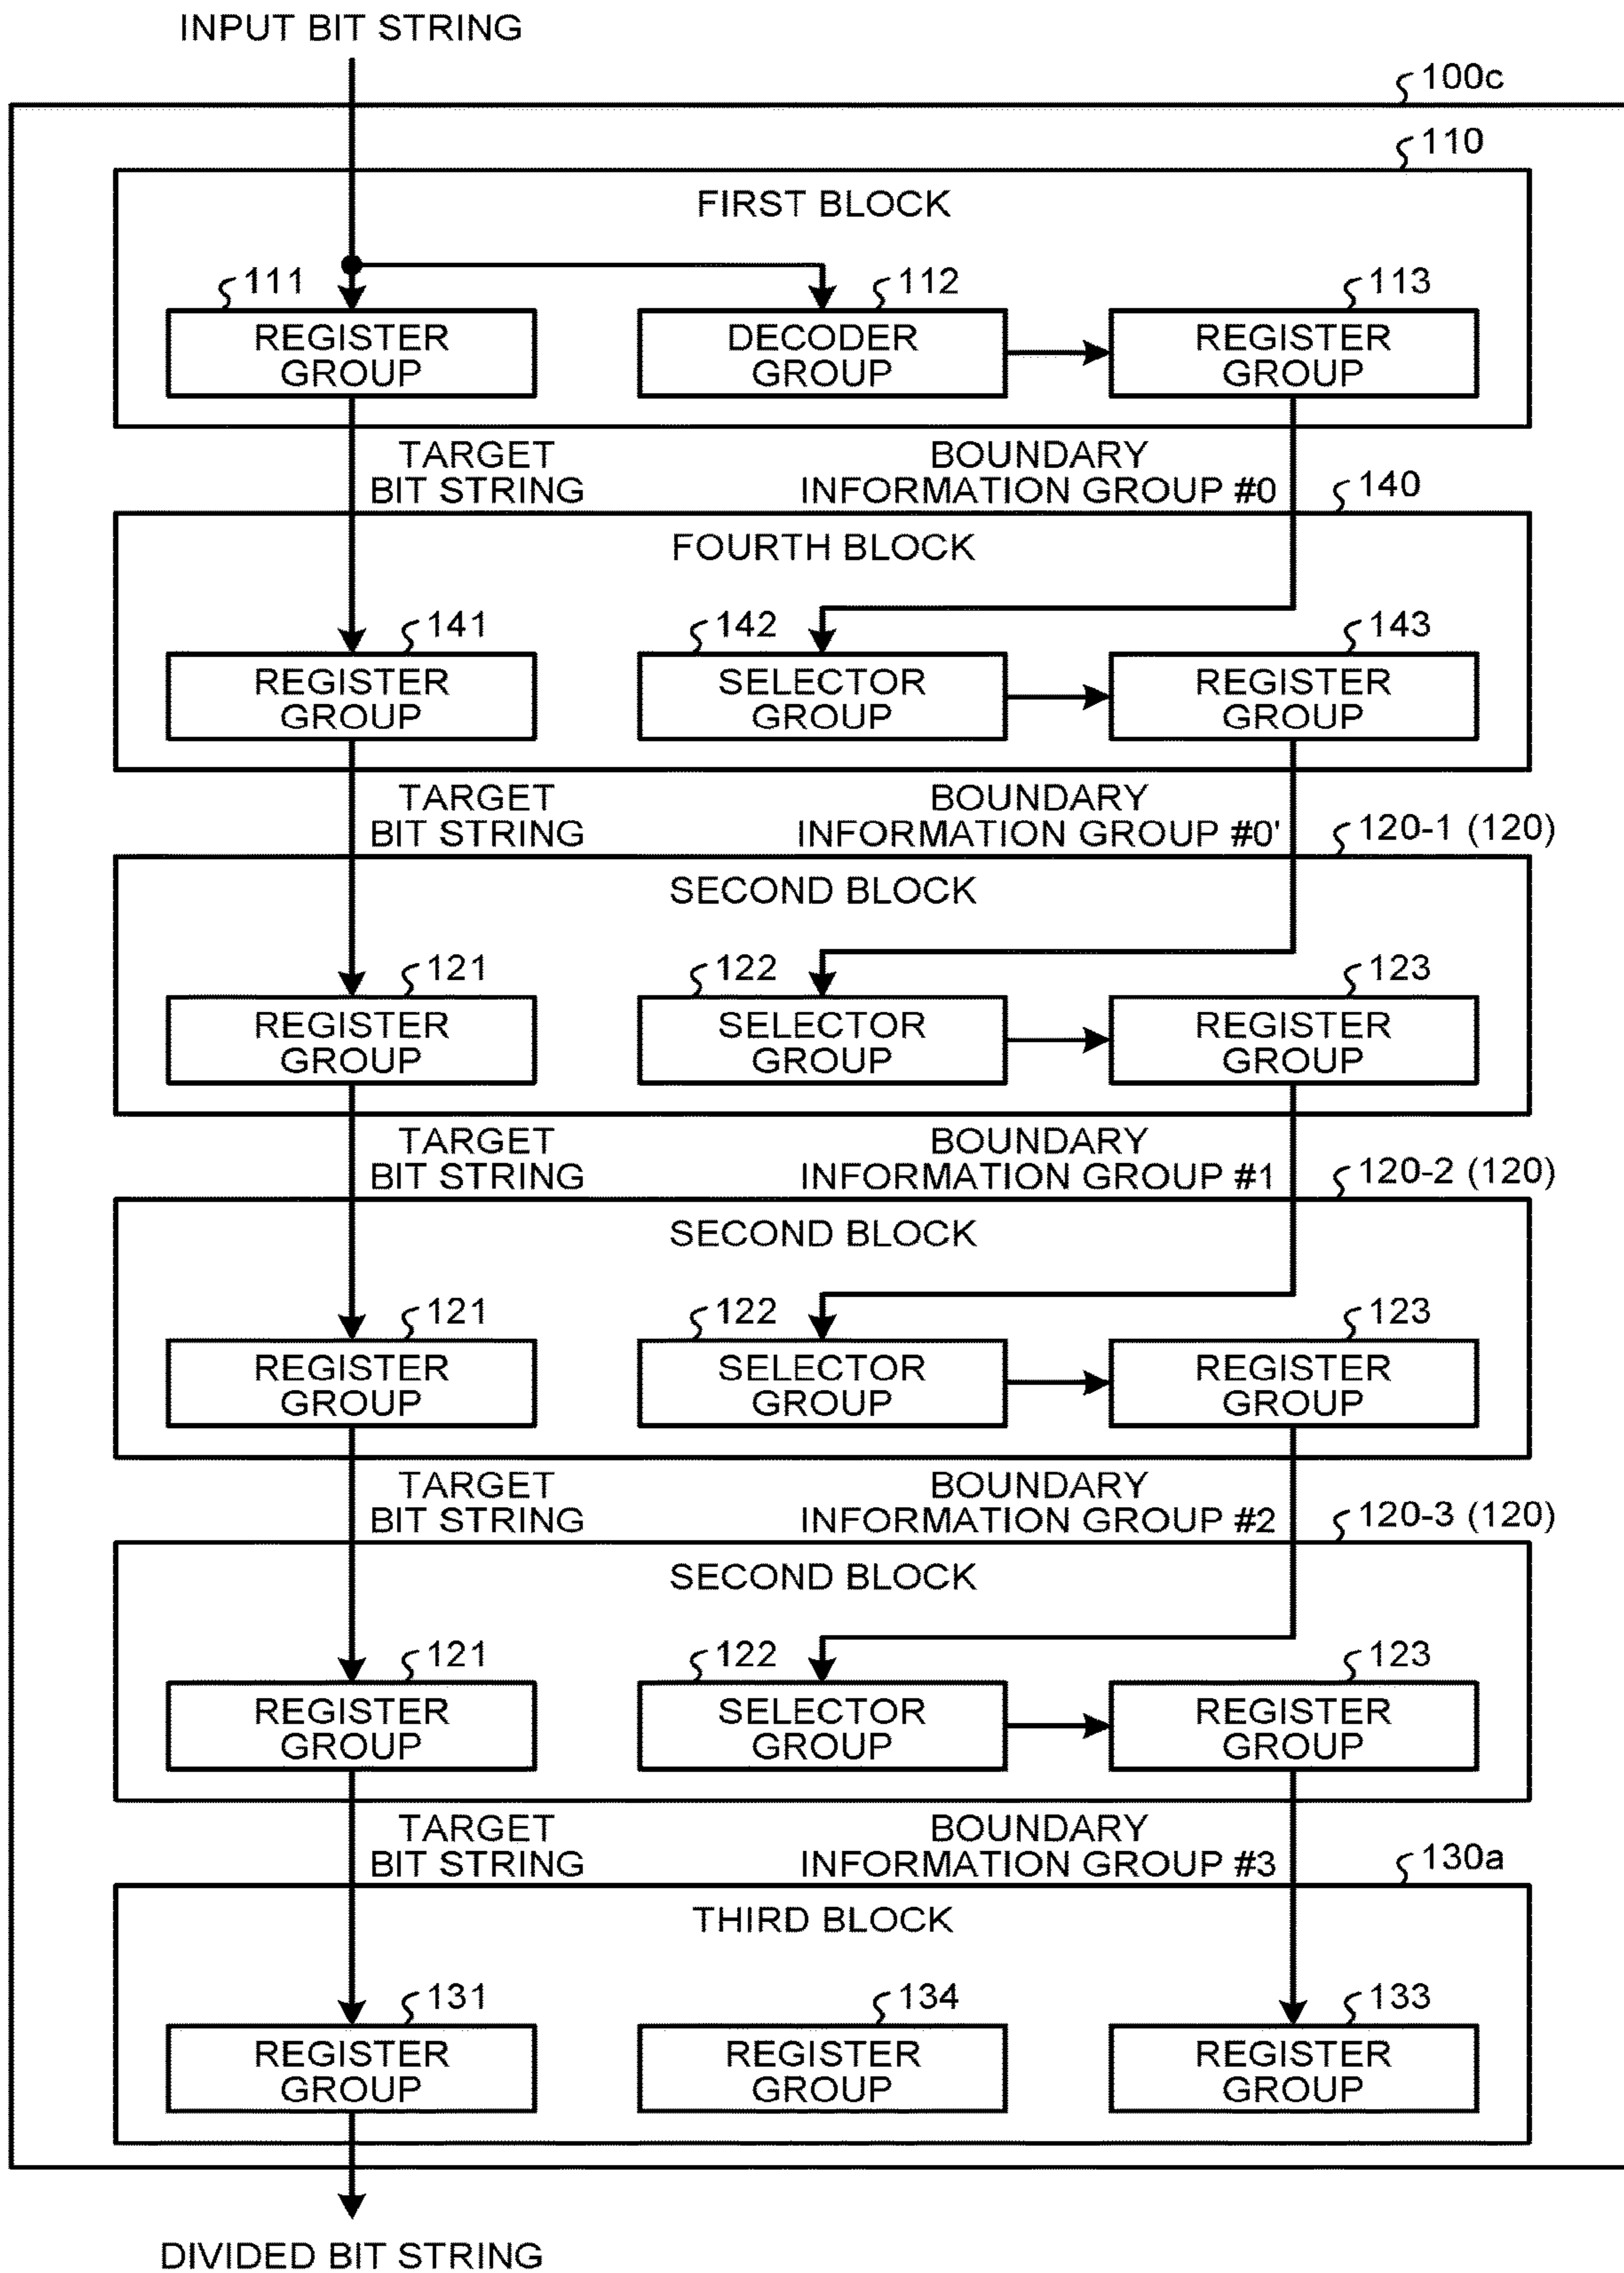 INPUT BIT STRING
100c
110
FIRST BLOCK
111
112
113
REGISTER
GROUP
DECODER
GROUP
REGISTER
GROUP
TARGET
BIT STRING
BOUNDARY
INFORMATION GROUP #0
140
FOURTH BLOCK
141
142
143
REGISTER
GROUP
SELECTOR
GROUP
REGISTER
GROUP
TARGET
BIT STRING
BOUNDARY
INFORMATION GROUP #0'
120-1 (120)
SECOND BLOCK
121
122
123
REGISTER
GROUP
SELECTOR
GROUP
REGISTER
GROUP
TARGET
BIT STRING
BOUNDARY
INFORMATION GROUP #1
120-2 (120)
SECOND BLOCK
121
122
123
REGISTER
GROUP
SELECTOR
GROUP
REGISTER
GROUP
TARGET
BIT STRING
BOUNDARY
INFORMATION GROUP #2
120-3 (120)
SECOND BLOCK
121
122
123
REGISTER
GROUP
SELECTOR
GROUP
REGISTER
GROUP
TARGET
BIT STRING
BOUNDARY
INFORMATION GROUP #3
130a
THIRD BLOCK
131
134
133
REGISTER
GROUP
REGISTER
GROUP
REGISTER
GROUP
DIVIDED BIT STRING